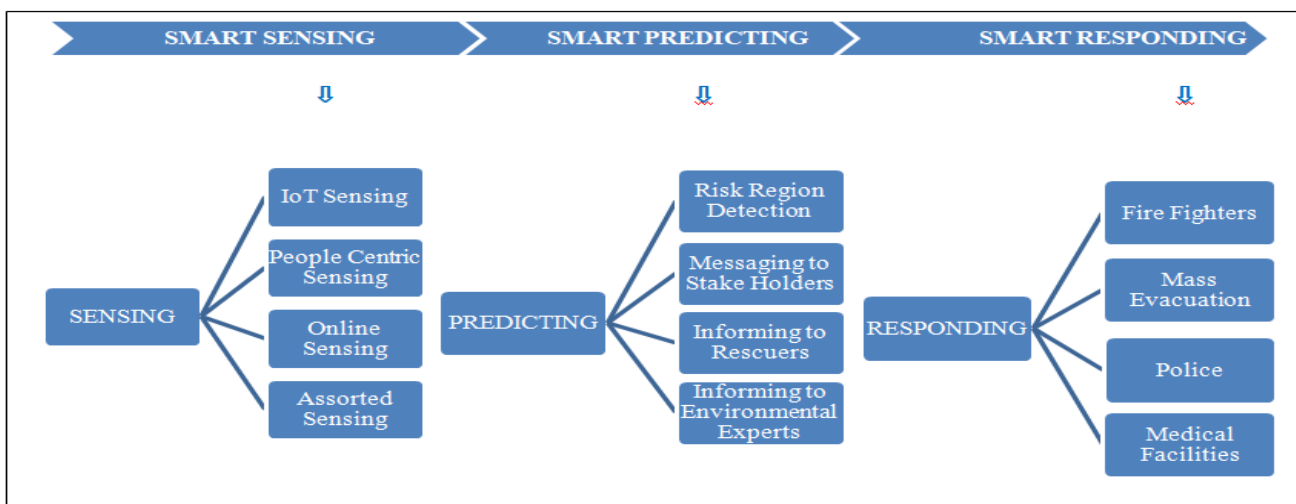 SMART SENSING
SMART PREDICTING
SMART RESPONDING
SENSING
IoT Sensing
People Centric
Sensing
Online
Sensing
Assorted
Sensing
PREDICTING
Risk Region
Detection
Messaging to
Stake Holders
Informing to
Rescuers
Informing to
Environmental
Experts
RESPONDING
Fire Fighters
Mass
Evacuation
Police
Medical
Facilities